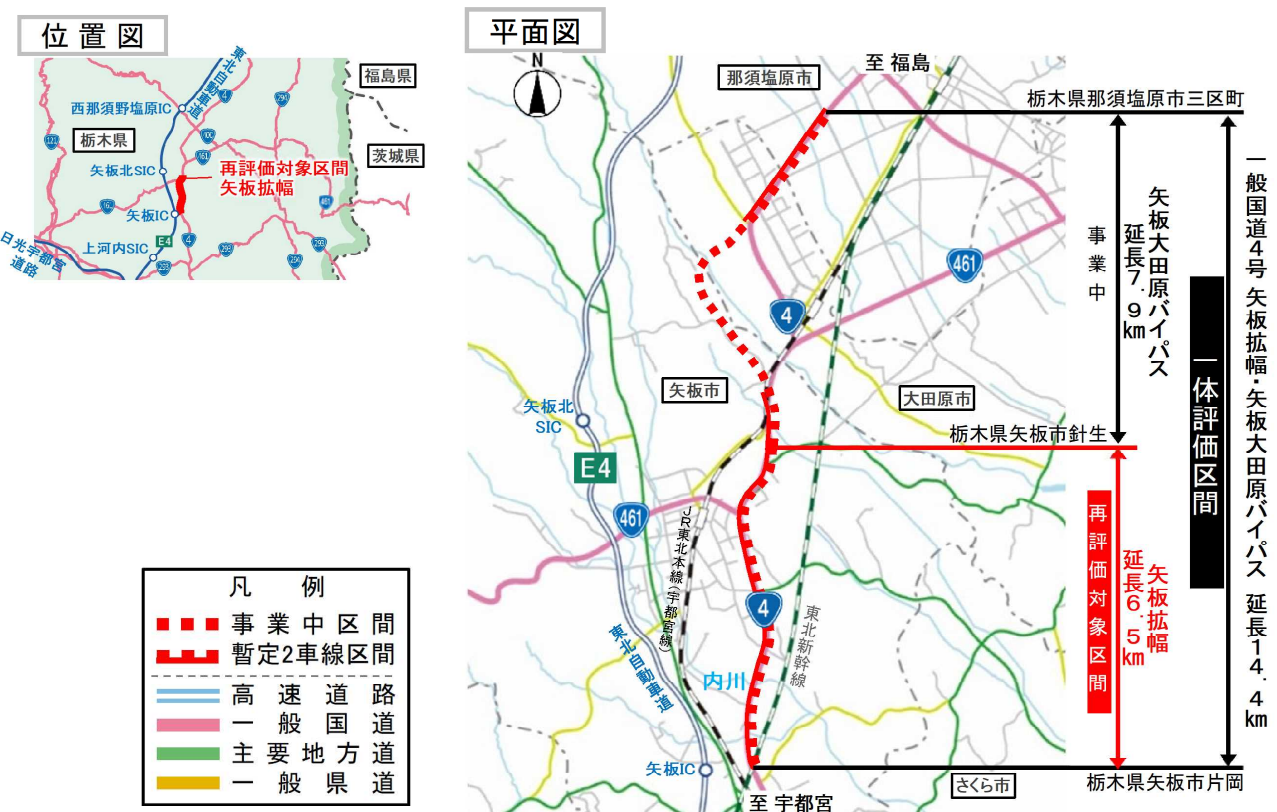 位置図
東北自動車道
福島県
西那須野塩原IC
4
294
400
栃木県
461
茨城県
矢板北SIC
再評価対象区間
矢板拡幅
461
矢板IC
上河内SIC
E4
4
293
日光宇都宮
道路
294
平面図
N
那須塩原市
至 福島
栃木県那須塩原市三区町
461
4
矢板市
大田原市
矢板北
SIC
E4
栃木県矢板市針生
461
JR東北本線(宇都宮線)
4
東北新幹線
東北自動車道
内川
矢板IC
至 宇都宮
さくら市
栃木県矢板市片岡
事業中
矢板大田原バイパス
延長7.9km
再評価対象区間
矢板拡幅
延長6.5km
一体評価区間
一般国道4号 矢板拡幅・矢板大田原バイパス 延長14.4km
凡例
事業中区間
暫定2車線区間
高速道路
一般国道
主要地方道
一般県道